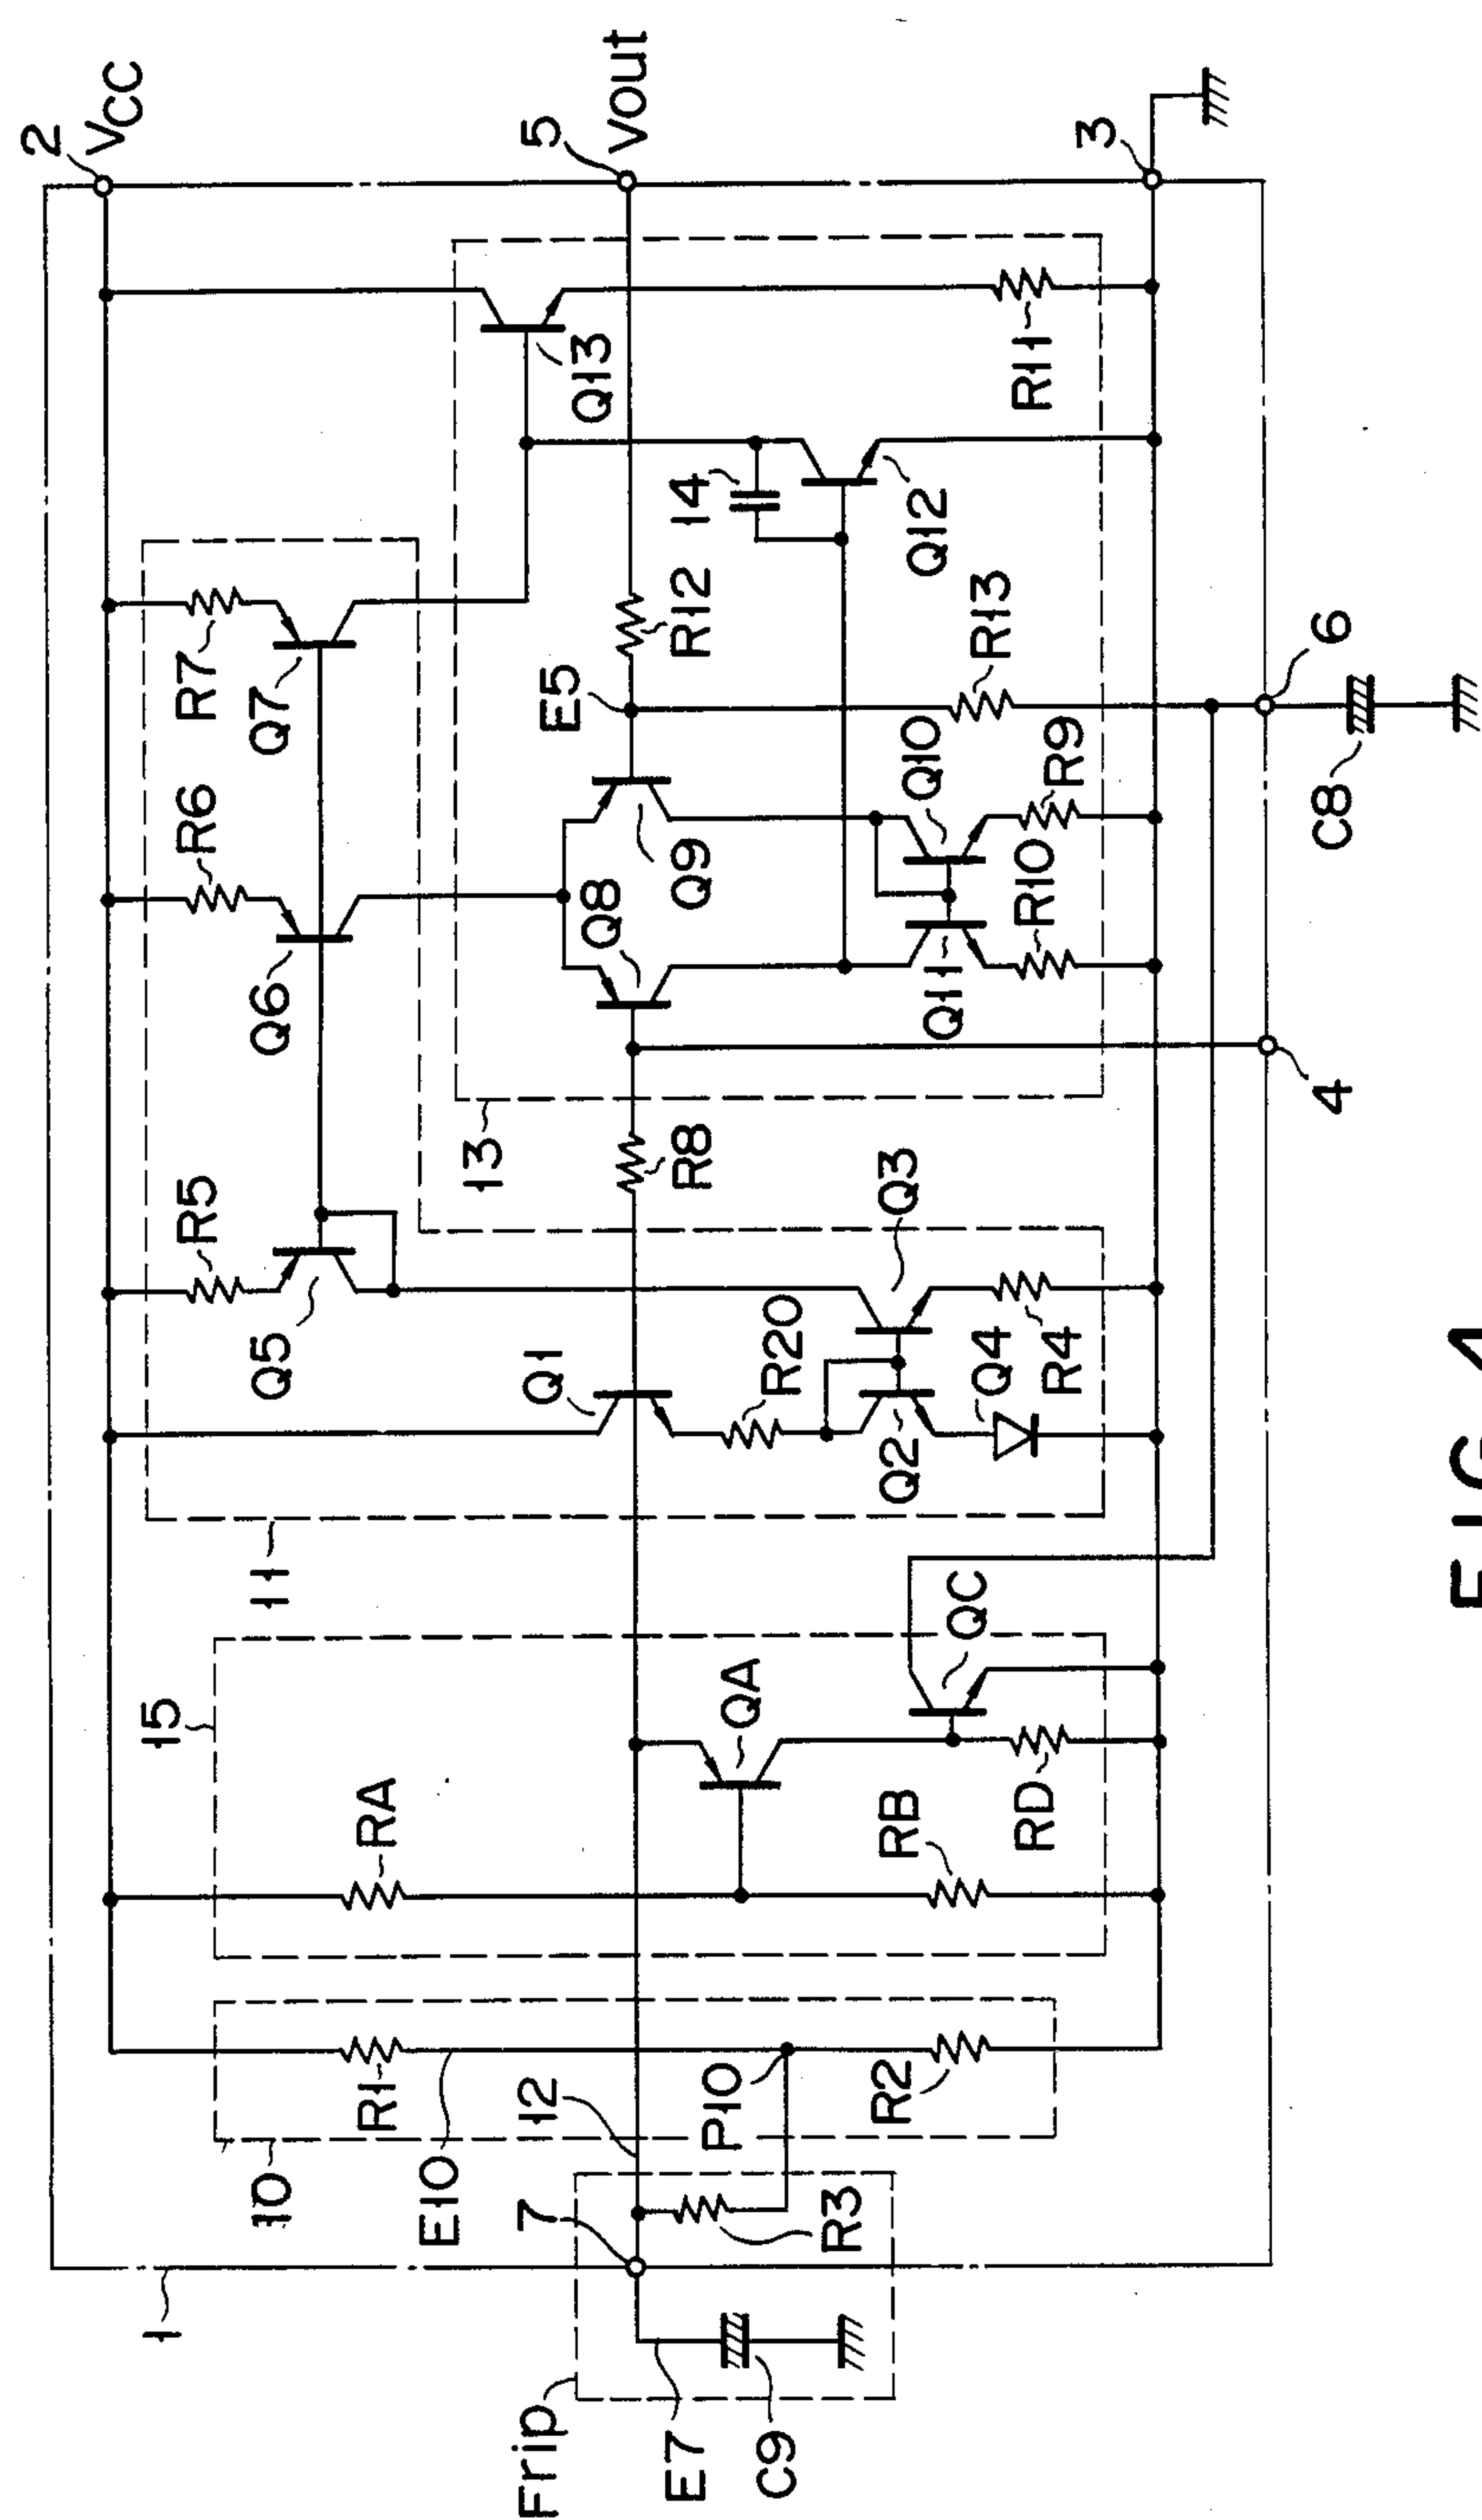 2
VCC
1
15
R5
R6
R7
11
10
Q5
Q6
Q7
RA
R1
E10
13
5
Vout
Frip
7
12
Q1
E5
Q13
Q8
E7
P10
QA
R8
Q9
R12
14
C9
R20
R3
R2
RB
Q2
Q3
Q10
Q12
QC
Q11
R13
Q4
RD
R4
R10
R9
R11
3
4
C8
6
FIG. 4